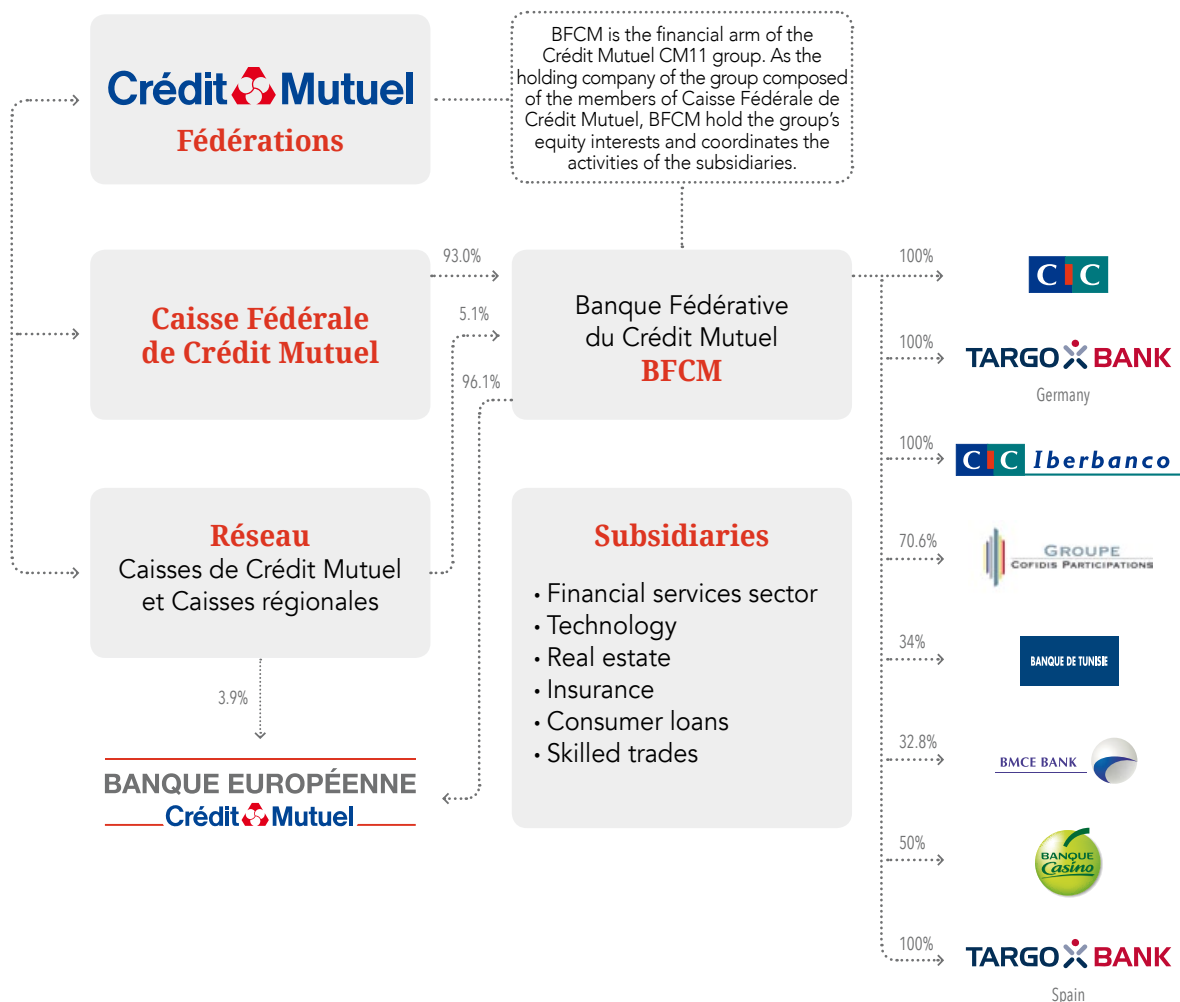 Crédit Mutuel
Fédérations
BFCM is the financial arm of the
Crédit Mutuel CM11 group. As the
holding company of the group composed
of the members of Caisse Fédérale de
Crédit Mutuel, BFCM hold the group's
equity interests and coordinates the
activities of the subsidiaries.
Caisse Fédérale
de Crédit Mutuel
93.0%
5.1%
96.1%
Banque Fédérative
du Crédit Mutuel
BFCM
Réseau
Caisses de Crédit Mutuel
et Caisses régionales
3.9%
BANQUE EUROPÉENNE
Crédit Mutuel
Subsidiaries
• Financial services sector
• Technology
• Real estate
• Insurance
• Consumer loans
• Skilled trades
100%
CIC
100%
TARGO BANK
Germany
100%
CIC Iberbanco
70.6%
GROUPE
COFIDIS PARTICIPATIONS
34%
BANQUE DE TUNISIE
32.8%
BMCE BANK
50%
BANQUE
Casino
100%
TARGO BANK
Spain